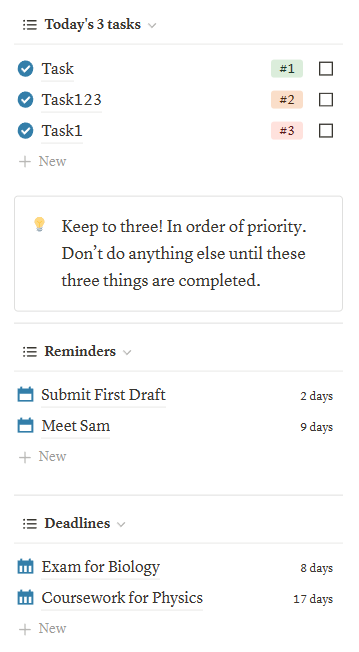 Today's 3 tasks
Task #1
Task123 #2
Task1 #3
New
Keep to three! In order of priority.
Don't do anything else until these
three things are completed.
Reminders
Submit First Draft 2 days
Meet Sam 9 days
New
Deadlines
Exam for Biology 8 days
Coursework for Physics 17 days
New